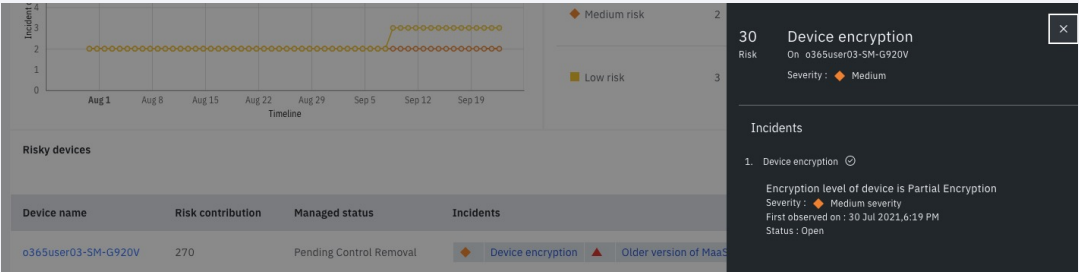 Incident c
4
3
2
1
0
Aug 1 Aug 8 Aug 15 Aug 22 Aug 29 Sep 5 Sep 12 Sep 19
Timeline
Medium risk 2
Low risk 3
Risky devices
Device name Risk contribution Managed status Incidents
o365user03-SM-G920V 270 Pending Control Removal Device encryption Older version of MaaS
30 Device encryption
Risk On o365user03-SM-G920V
Severity : Medium
Incidents
1. Device encryption
Encryption level of device is Partial Encryption
Severity : Medium severity
First observed on : 30 Jul 2021,6:19 PM
Status : Open